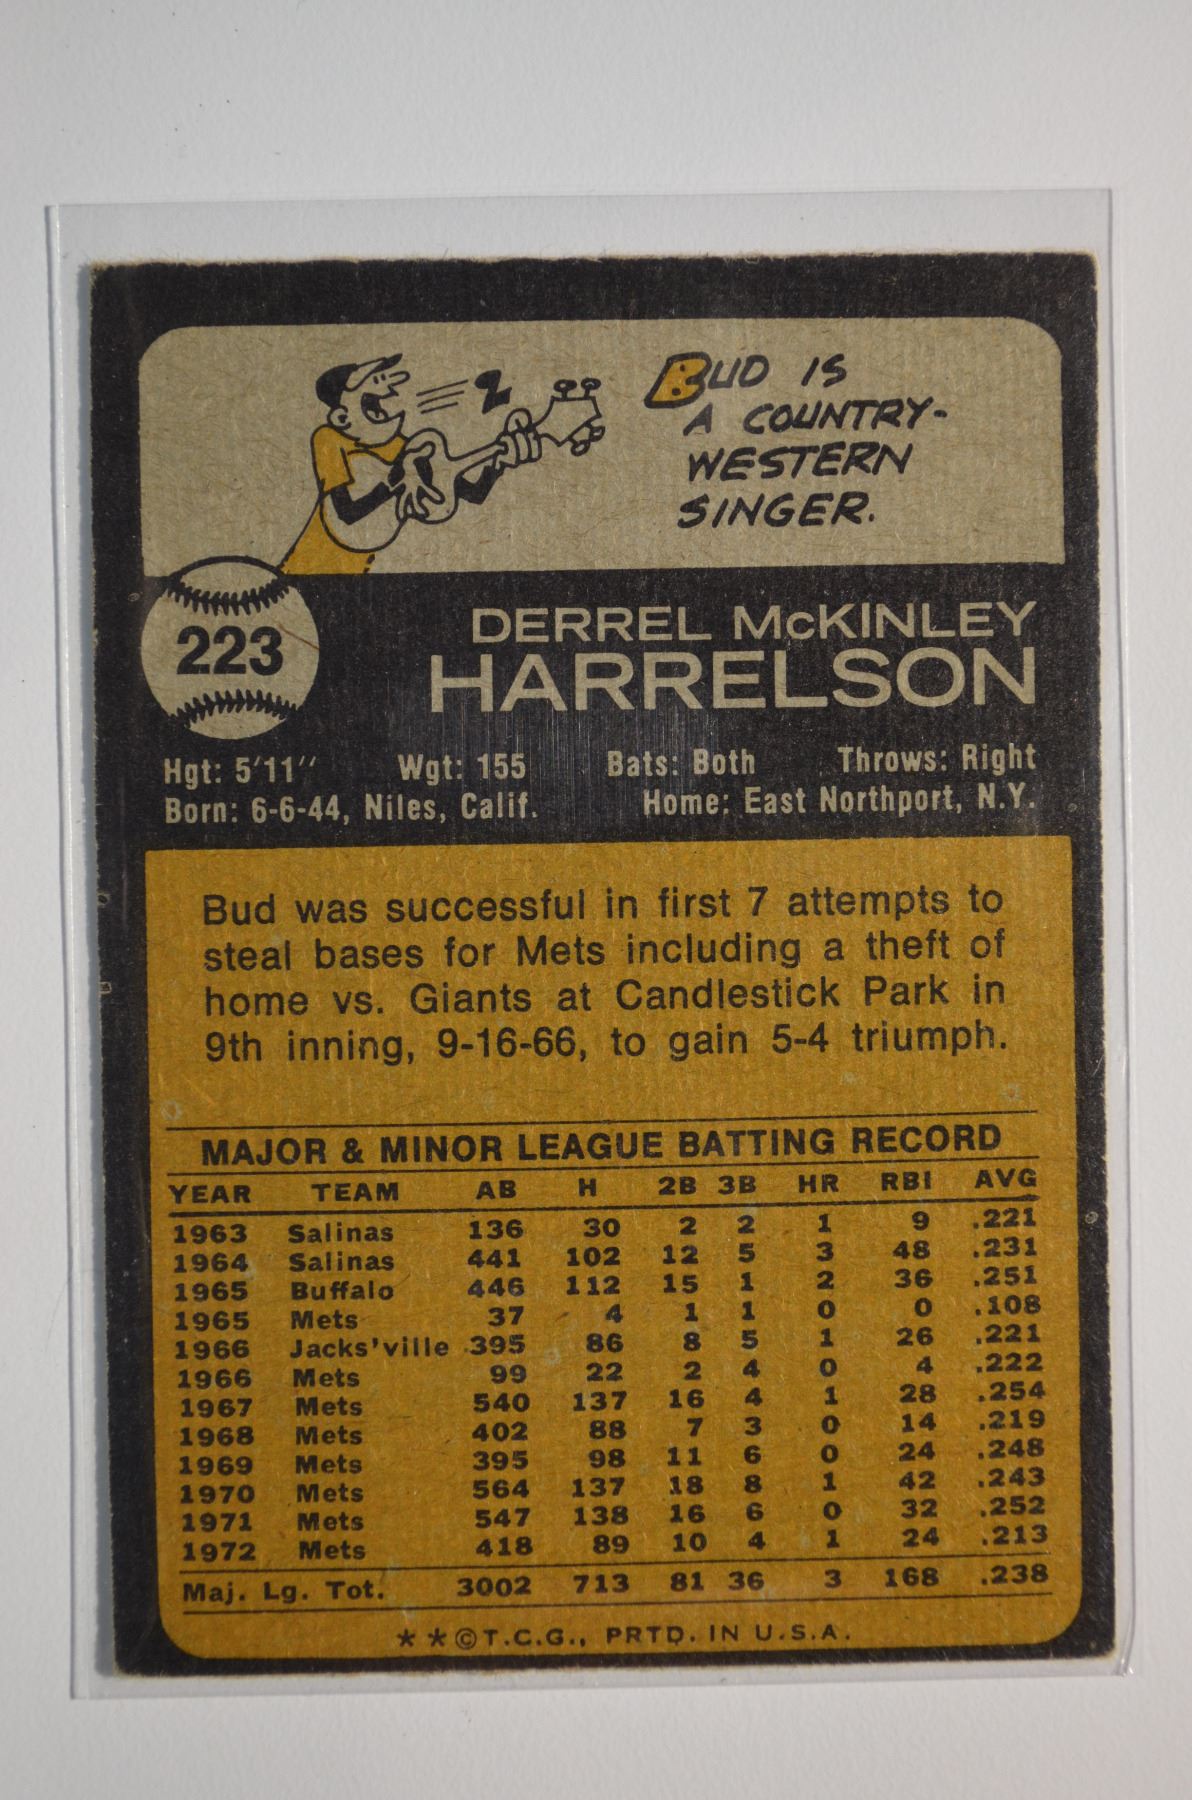 BUD IS
A COUNTRY-
WESTERN
SINGER.
223
DERREL McKINLEY
HARRELSON
Hgt: 5'11" Wgt: 155 Bats: Both Throws: Right
Born: 6-6-44, Niles, Calif. Home: East Northport, N.Y.
Bud was successful in first 7 attempts to
steal bases for Mets including a theft of
home vs. Giants at Candlestick Park in
9th inning, 9-16-66, to gain 5-4 triumph.
MAJOR & MINOR LEAGUE BATTING RECORD
YEAR TEAM AB H 2B 3B HR RBI AVG
1963 Salinas 136 30 2 2 1 9 .221
1964 Salinas 441 102 12 5 3 48 .231
1965 Buffalo 446 112 15 1 2 36 .251
1965 Mets 37 4 1 1 0 0 .108
1966 Jacks'ville 395 86 8 5 1 26 .221
1966 Mets 99 22 2 4 0 4 .222
1967 Mets 540 137 16 4 1 28 .254
1968 Mets 402 88 7 3 0 14 .219
1969 Mets 395 98 11 6 0 24 .248
1970 Mets 564 137 18 8 1 42 .243
1971 Mets 547 138 16 6 0 32 .252
1972 Mets 418 89 10 4 1 24 .213
Maj. Lg. Tot. 3002 713 81 36 3 168 .238
**©T.C.G., PRTD. IN U.S.A.